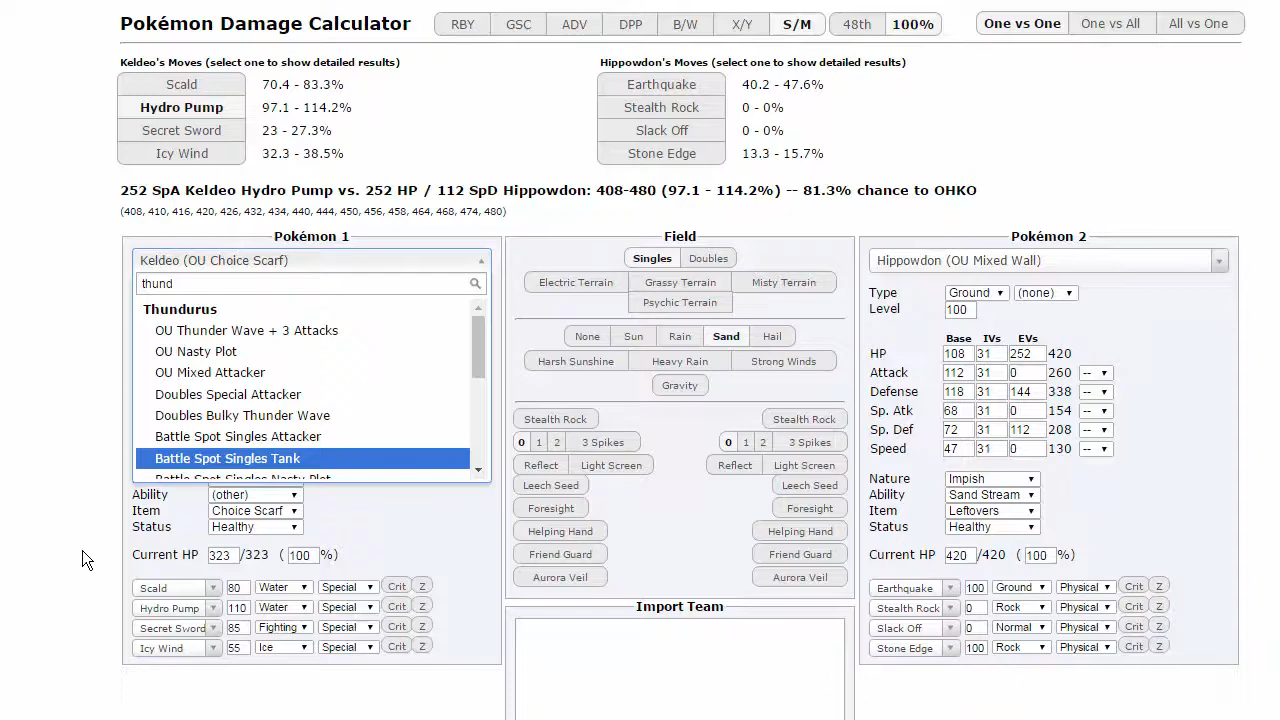 Pokémon Damage Calculator
RBY GSC ADV DPP B/W X/Y S/M 48th 100% One vs One One vs All All vs One
Keldeo's Moves (select one to show detailed results)
Scald 70.4 - 83.3%
Hydro Pump 97.1 - 114.2%
Secret Sword 23 - 27.3%
Icy Wind 32.3 - 38.5%
Hippowdon's Moves (select one to show detailed results)
Earthquake 40.2 - 47.6%
Stealth Rock 0 - 0%
Slack Off 0 - 0%
Stone Edge 13.3 - 15.7%
252 SpA Keldeo Hydro Pump vs. 252 HP / 112 SpD Hippowdon: 408-480 (97.1 - 114.2%) -- 81.3% chance to OHKO
(408, 410, 416, 420, 426, 432, 434, 440, 444, 450, 456, 458, 464, 468, 474, 480)
Pokémon 1
Keldeo (OU Choice Scarf)
thund
Thundurus
OU Thunder Wave + 3 Attacks
OU Nasty Plot
OU Mixed Attacker
Doubles Special Attacker
Doubles Bulky Thunder Wave
Battle Spot Singles Attacker
Battle Spot Singles Tank
Battle Spot Singles Nasty Plot
Ability (other)
Item Choice Scarf
Status Healthy
Current HP 323 /323 ( 100 %)
Scald 80 Water Special Crit Z
Hydro Pump 110 Water Special Crit Z
Secret Sword 85 Fighting Special Crit Z
Icy Wind 55 Ice Special Crit Z
Field
Singles Doubles
Electric Terrain Grassy Terrain Misty Terrain
Psychic Terrain
None Sun Rain Sand Hail
Harsh Sunshine Heavy Rain Strong Winds
Gravity
Stealth Rock Stealth Rock
0 1 2 3 Spikes 0 1 2 3 Spikes
Reflect Light Screen Reflect Light Screen
Leech Seed Leech Seed
Foresight Foresight
Helping Hand Helping Hand
Friend Guard Friend Guard
Aurora Veil Aurora Veil
Import Team
Pokémon 2
Hippowdon (OU Mixed Wall)
Type Ground (none)
Level 100
Base IVs EVs
HP 108 31 252 420
Attack 112 31 0 260 --
Defense 118 31 144 338 --
Sp. Atk 68 31 0 154 --
Sp. Def 72 31 112 208 --
Speed 47 31 0 130 --
Nature Impish
Ability Sand Stream
Item Leftovers
Status Healthy
Current HP 420 /420 ( 100 %)
Earthquake 100 Ground Physical Crit Z
Stealth Rock 0 Rock Physical Crit Z
Slack Off 0 Normal Physical Crit Z
Stone Edge 100 Rock Physical Crit Z